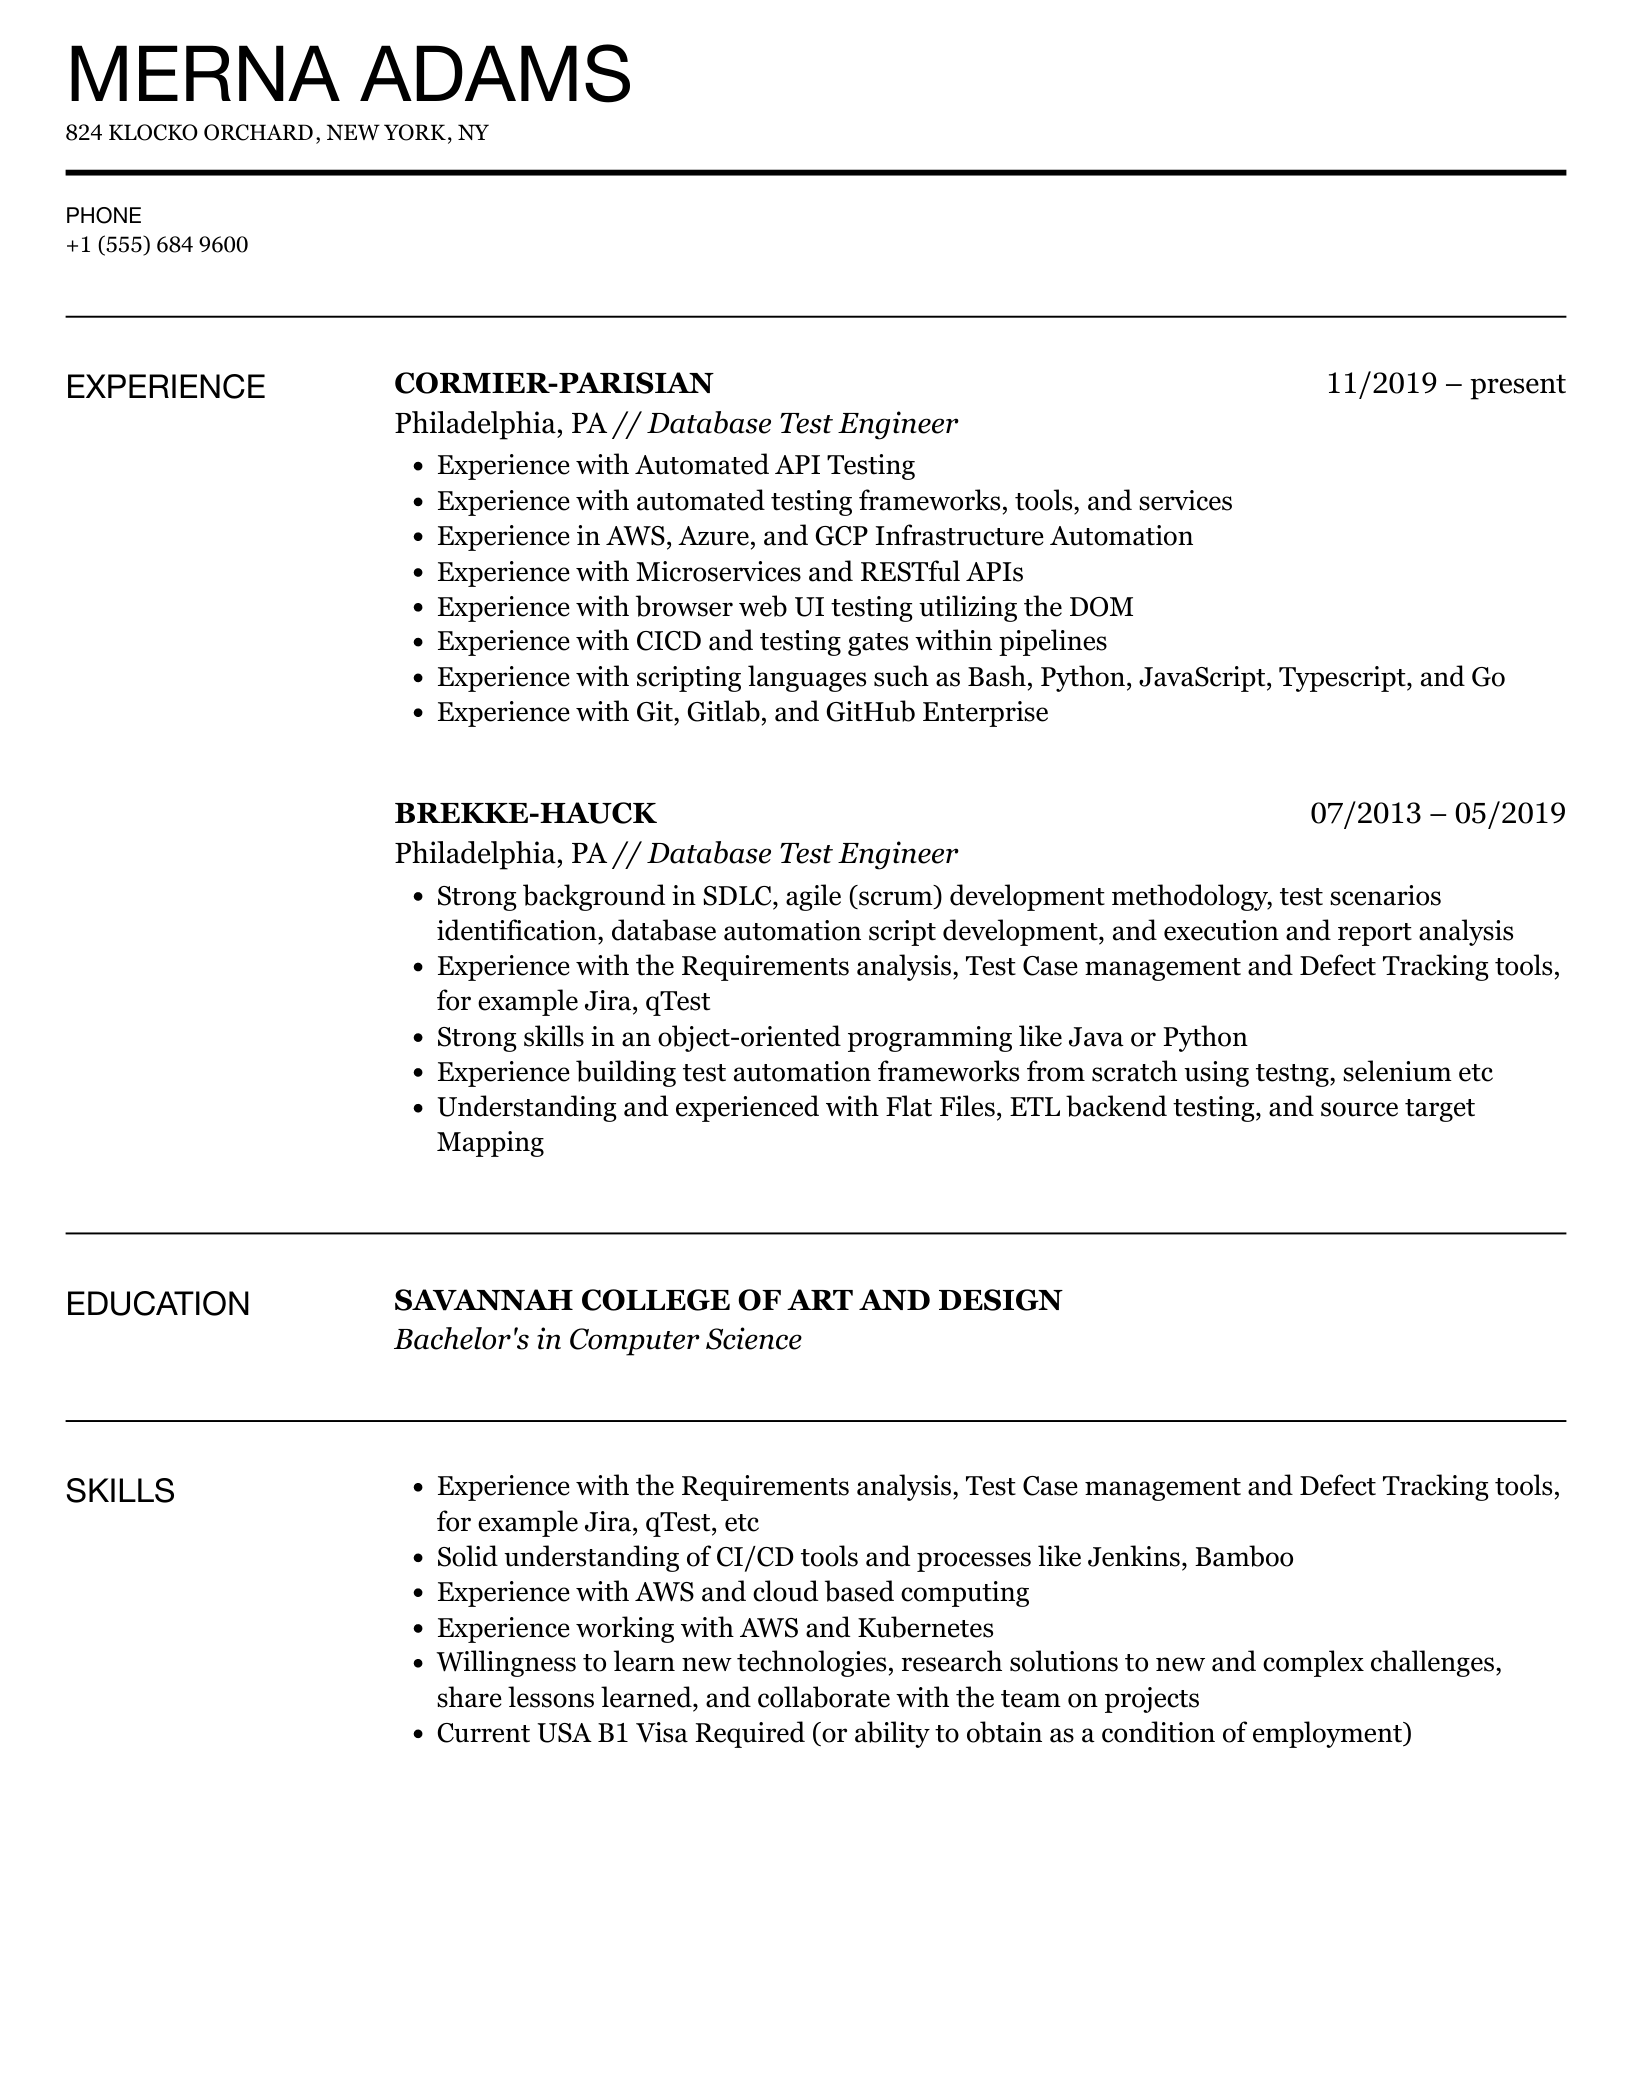 MERNA ADAMS
824 KLOCKO ORCHARD, NEW YORK, NY
PHONE
+1 (555) 684 9600
EXPERIENCE
CORMIER-PARISIAN 11/2019 – present
Philadelphia, PA // Database Test Engineer
• Experience with Automated API Testing
• Experience with automated testing frameworks, tools, and services
• Experience in AWS, Azure, and GCP Infrastructure Automation
• Experience with Microservices and RESTful APIs
• Experience with browser web UI testing utilizing the DOM
• Experience with CICD and testing gates within pipelines
• Experience with scripting languages such as Bash, Python, JavaScript, Typescript, and Go
• Experience with Git, Gitlab, and GitHub Enterprise
BREKKE-HAUCK 07/2013 – 05/2019
Philadelphia, PA // Database Test Engineer
• Strong background in SDLC, agile (scrum) development methodology, test scenarios
identification, database automation script development, and execution and report analysis
• Experience with the Requirements analysis, Test Case management and Defect Tracking tools,
for example Jira, qTest
• Strong skills in an object-oriented programming like Java or Python
• Experience building test automation frameworks from scratch using testng, selenium etc
• Understanding and experienced with Flat Files, ETL backend testing, and source target
Mapping
EDUCATION
SAVANNAH COLLEGE OF ART AND DESIGN
Bachelor's in Computer Science
SKILLS
• Experience with the Requirements analysis, Test Case management and Defect Tracking tools,
for example Jira, qTest, etc
• Solid understanding of CI/CD tools and processes like Jenkins, Bamboo
• Experience with AWS and cloud based computing
• Experience working with AWS and Kubernetes
• Willingness to learn new technologies, research solutions to new and complex challenges,
share lessons learned, and collaborate with the team on projects
• Current USA B1 Visa Required (or ability to obtain as a condition of employment)